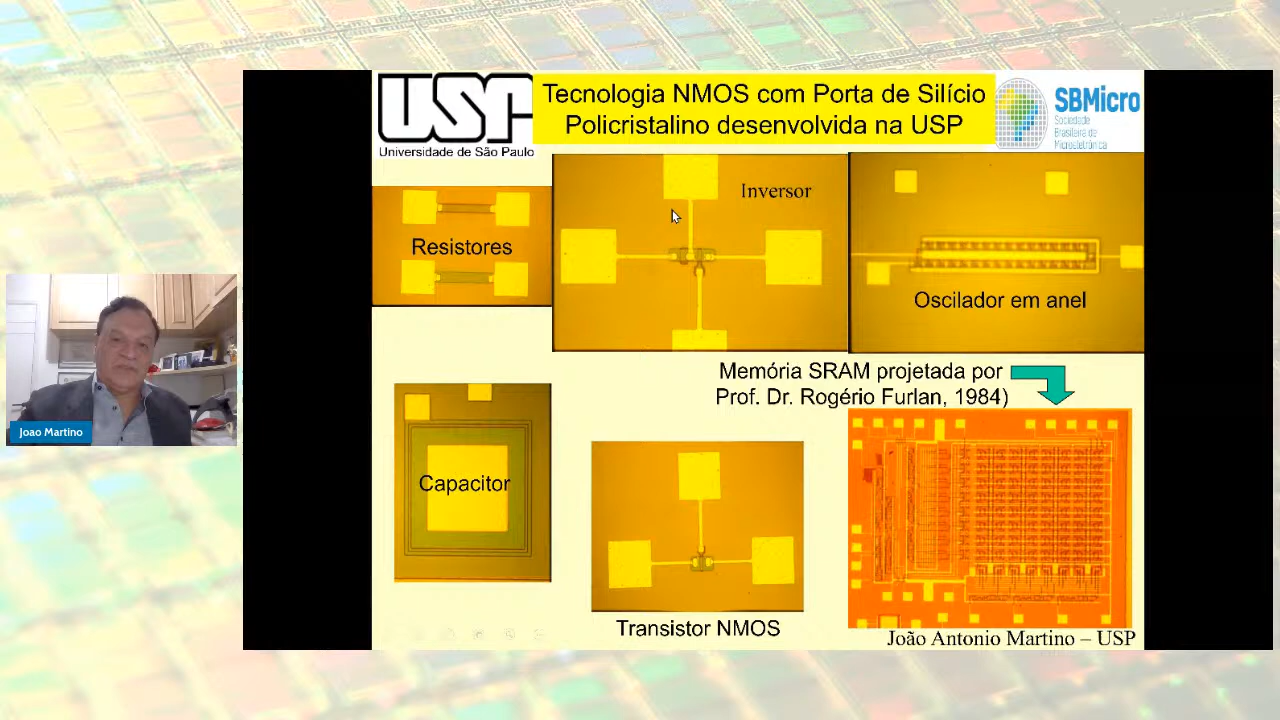 USP
Universidade de São Paulo
Tecnologia NMOS com Porta de Silício
Policristalino desenvolvida na USP
SBMicro
Sociedade
Brasileira de
Microeletrônica
Resistores
Inversor
Oscilador em anel
Memória SRAM projetada por
Prof. Dr. Rogério Furlan, 1984)
Joao Martino
Capacitor
Transistor NMOS
João Antonio Martino – USP